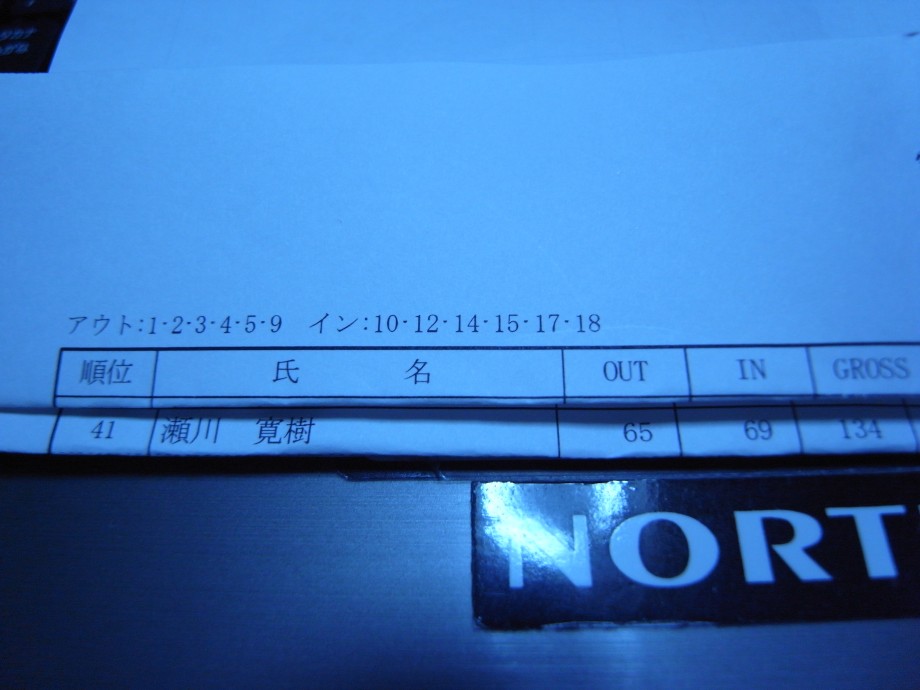 アウト:1-2-3-4-5-9　イン:10-12-14-15-17-18
順位　氏　名　OUT　IN　GROSS
41　瀬川　寛樹　65　69　134
NORT